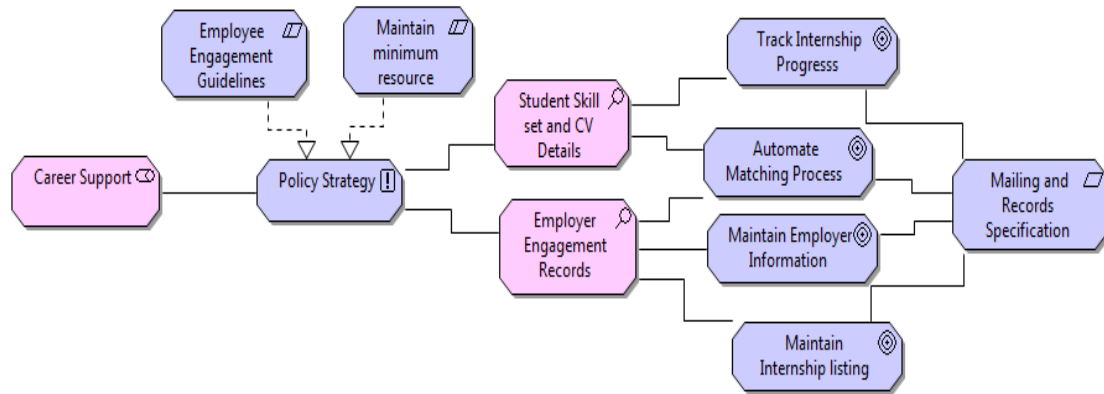 Employee
Engagement
Guidelines
Maintain
minimum
resource
Track Internship
Progresss
Student Skill
set and CV
Details
Automate
Matching Process
Career Support
Policy Strategy
Mailing and
Records
Specification
Employer
Engagement
Records
Maintain Employer
Information
Maintain
Internship listing